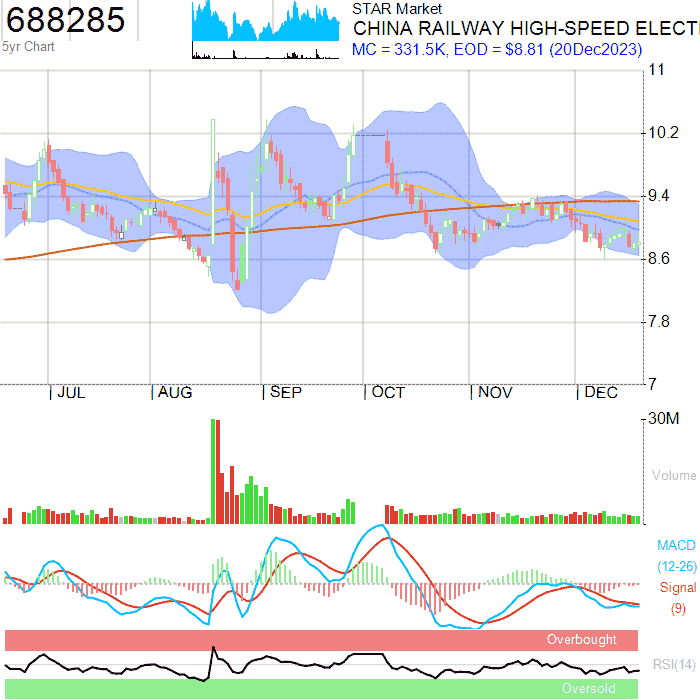 688285
STAR Market
CHINA RAILWAY HIGH-SPEED ELECTI
5yr Chart
MC = 331.5K, EOD = $8.81 (20Dec2023)
11
10.2
9.4
8.6
7.8
7
JUL
AUG
SEP
OCT
NOV
DEC
30M
Volume
MACD
(12-26)
Signal
(9)
Overbought
RSI(14)
Oversold